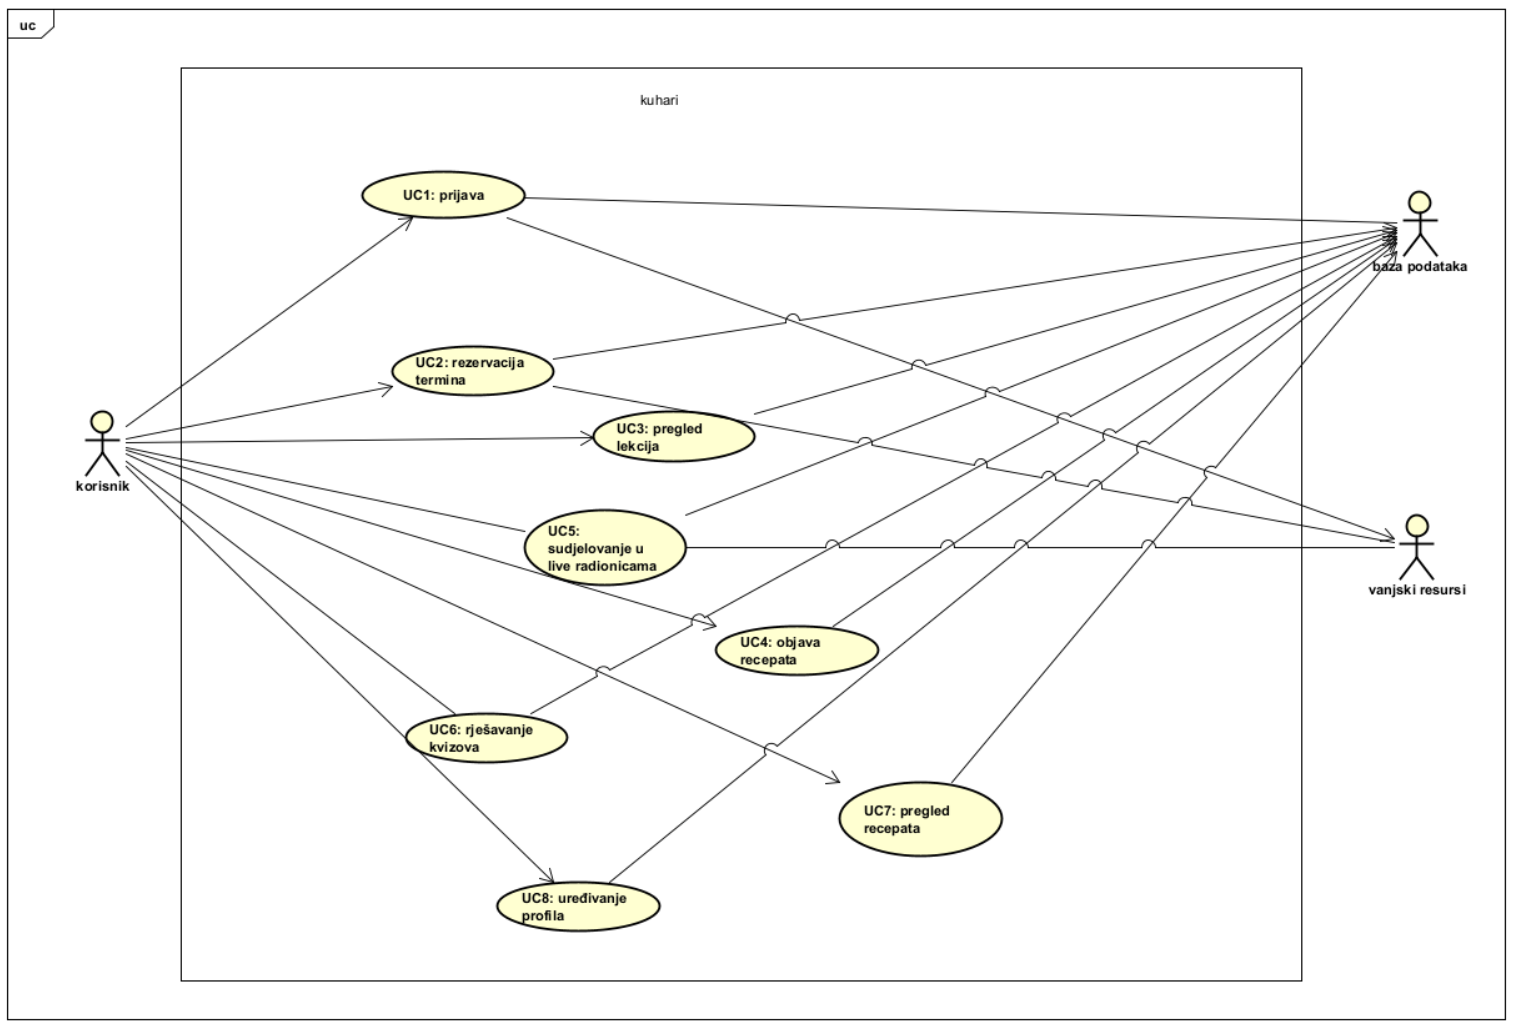 uc
kuhari
UC1: prijava
baza podataka
UC2: rezervacija
termina
UC3: pregled
lekcija
korisnik
UC5:
sudjelovanje u
live radionicama
vanjski resursi
UC4: objava
recepata
UC6: rješavanje
kvizova
UC7: pregled
recepata
UC8: uređivanje
profila